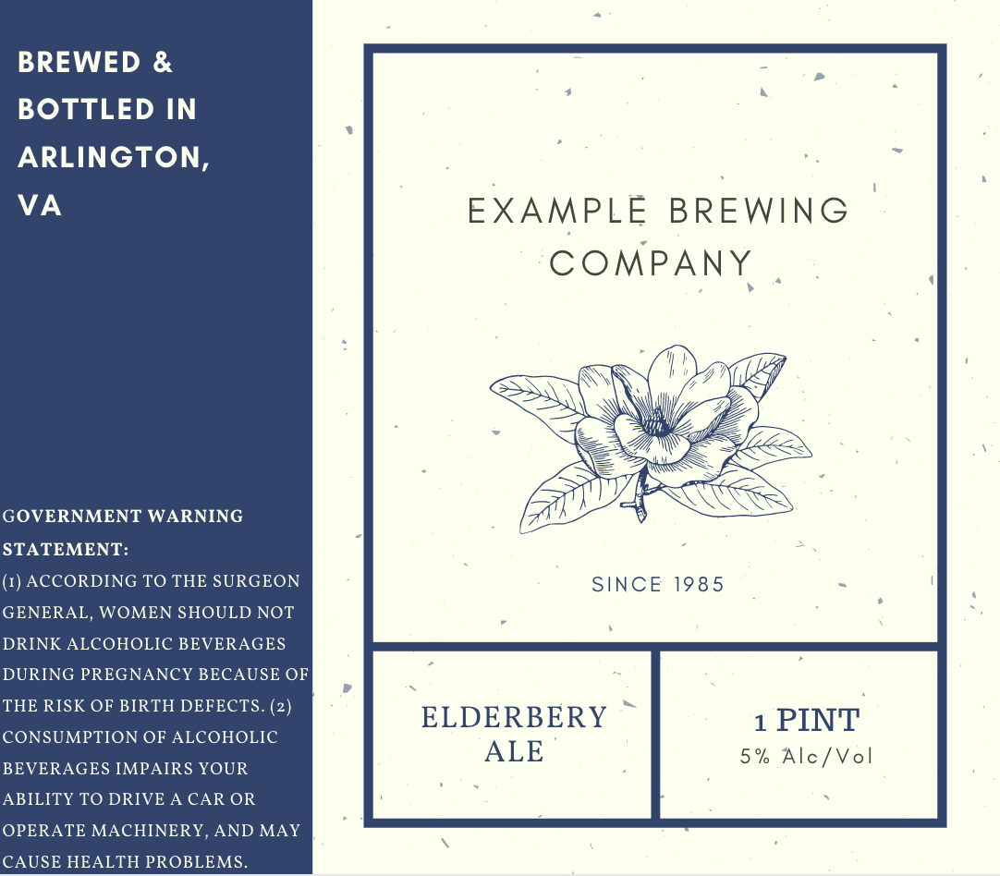 BREWED &
BOTTLED IN
ARLINGTON,
VA
GOVERNMENT WARNING
STATEMENT:
(1) ACCORDING TO THE SURGEON
GENERAL, WOMEN SHOULD NOT
DRINK ALCOHOLIC BEVERAGES
DURING PREGNANCY BECAUSE OF
THE RISK OF BIRTH DEFECTS. (2)
CONSUMPTION OF ALCOHOLIC
BEVERAGES IMPAIRS YOUR
ABILITY TO DRIVE A CAR OR
OPERATE MACHINERY, AND MAY
CAUSE HEALTH PROBLEMS.
EXAMPLE BREWING
COMPANY
SINCE 1985
ELDERBERY
ALE
1 PINT
5% Alc/Vol